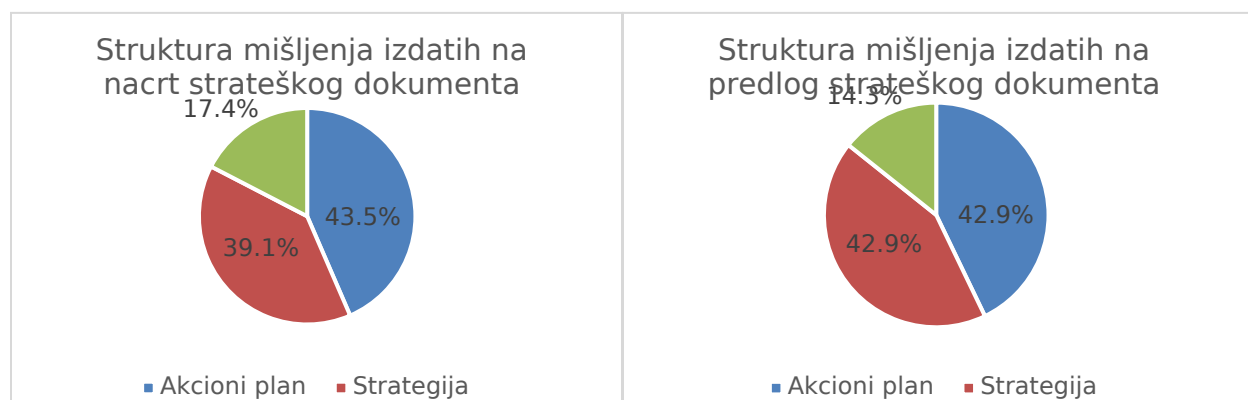 Struktura mišljenja izdatih na
nacrt strateškog dokumenta
17.4%
43.5%
39.1%
Akcioni plan
Strategija
Struktura mišljenja izdatih na
predlog strateškog dokumenta
14.3%
42.9%
42.9%
Akcioni plan
Strategija